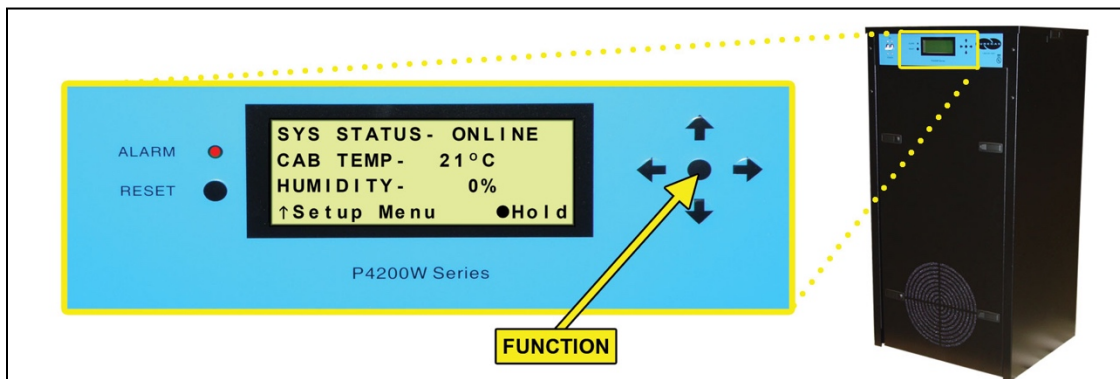 ALARM
RESET
SYS STATUS- ONLINE
CAB TEMP- 21°C
HUMIDITY- 0%
↑Setup Menu ●Hold
P4200W Series
FUNCTION